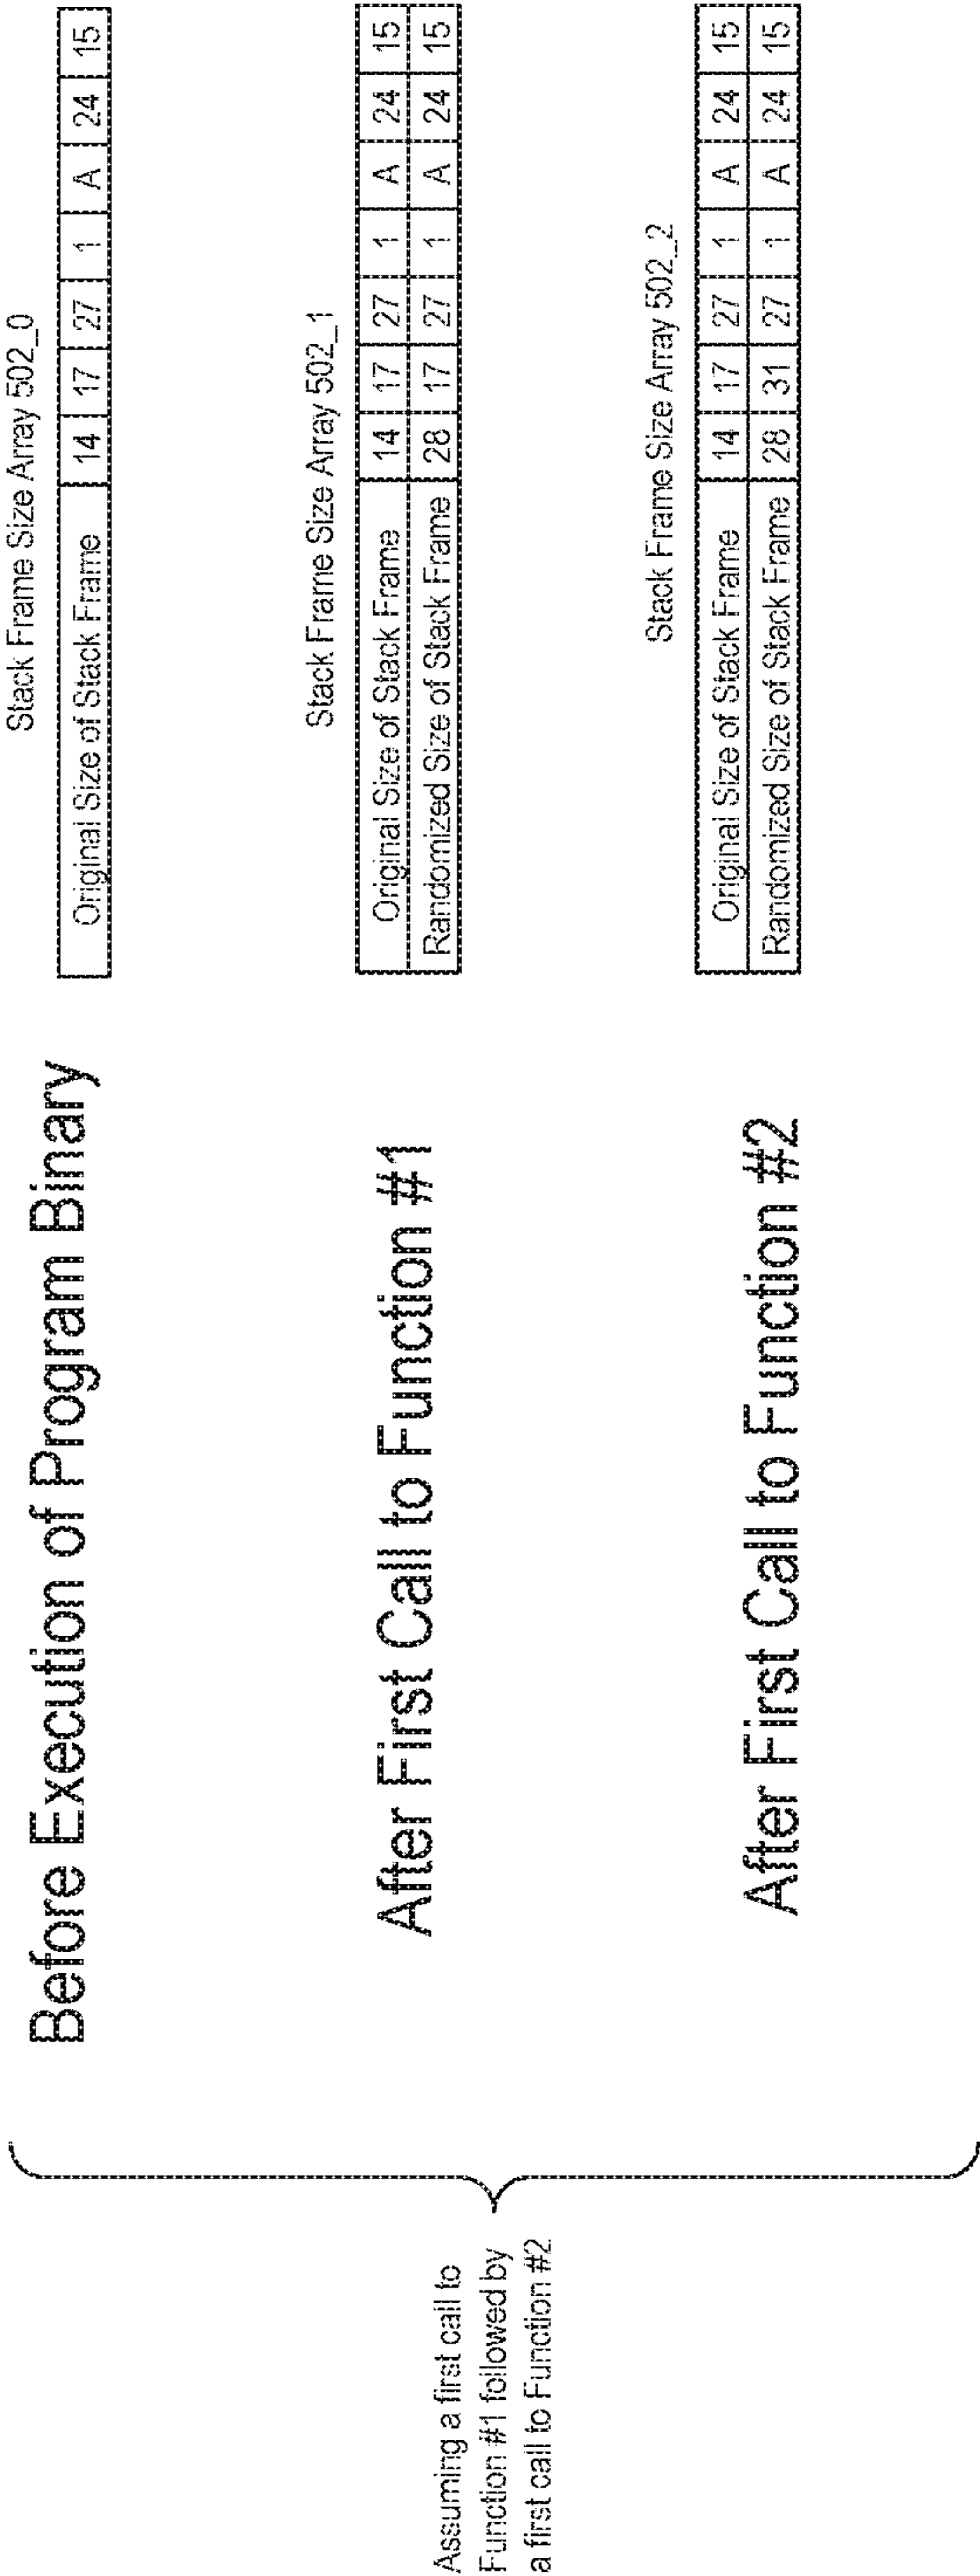 Assuming a first call to
Function #1 followed by
a first call to Function #2
Before Execution of Program Binary
Stack Frame Size Array 502_0
Original Size of Stack Frame 14 17 27 1 A 24 15
After First Call to Function #1
Stack Frame Size Array 502_1
Original Size of Stack Frame 14 17 27 1 A 24 15
Randomized Size of Stack Frame 28 17 27 1 A 24 15
After First Call to Function #2
Stack Frame Size Array 502_2
Original Size of Stack Frame 14 17 27 1 A 24 15
Randomized Size of Stack Frame 28 31 27 1 A 24 15